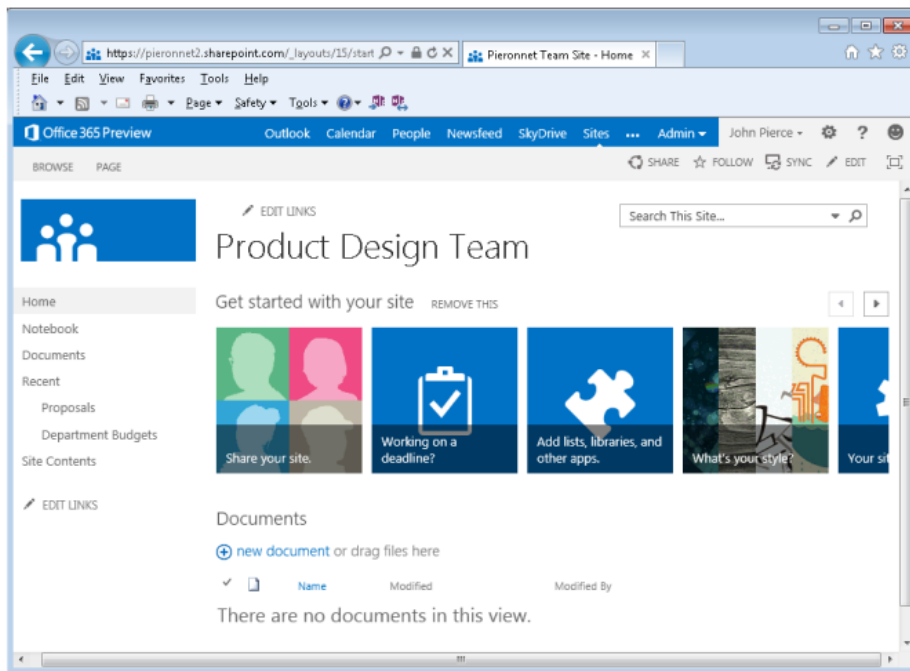 https://pieronnet2.sharepoint.com/_layouts/15/start
Pieronnet Team Site - Home
File Edit View Favorites Tools Help
Page Safety Tools
Office 365 Preview Outlook Calendar People Newsfeed SkyDrive Sites ... Admin John Pierce ?
BROWSE PAGE SHARE FOLLOW SYNC EDIT
EDIT LINKS
Search This Site...
Product Design Team
Home
Get started with your site REMOVE THIS
Notebook
Documents
Recent
Proposals
Department Budgets
Site Contents
EDIT LINKS
Share your site.
Working on a
deadline?
Add lists, libraries, and
other apps.
What's your style?
Your sit
Documents
new document or drag files here
Name Modified Modified By
There are no documents in this view.